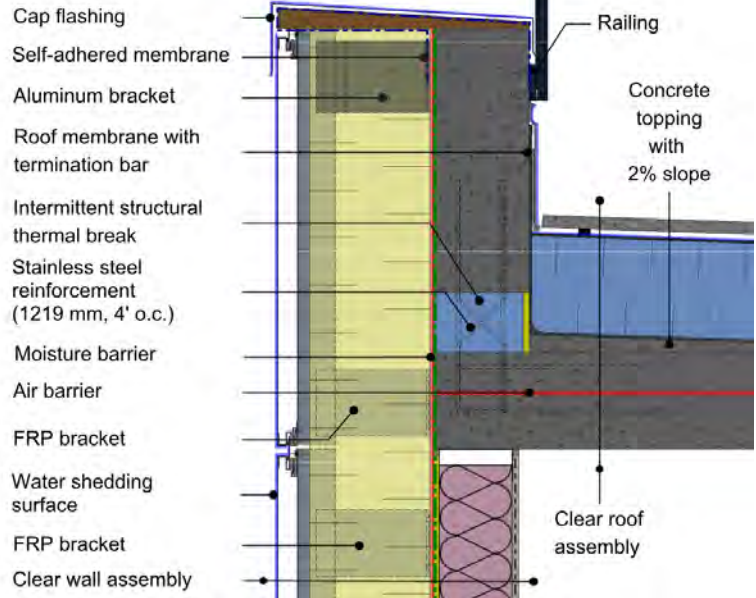 Cap flashing
Self-adhered membrane
Aluminum bracket
Roof membrane with
termination bar
Intermittent structural
thermal break
Stainless steel
reinforcement
(1219 mm, 4' o.c.)
Moisture barrier
Air barrier
FRP bracket
Water shedding
surface
FRP bracket
Clear wall assembly
Railing
Concrete
topping
with
2% slope
Clear roof
assembly